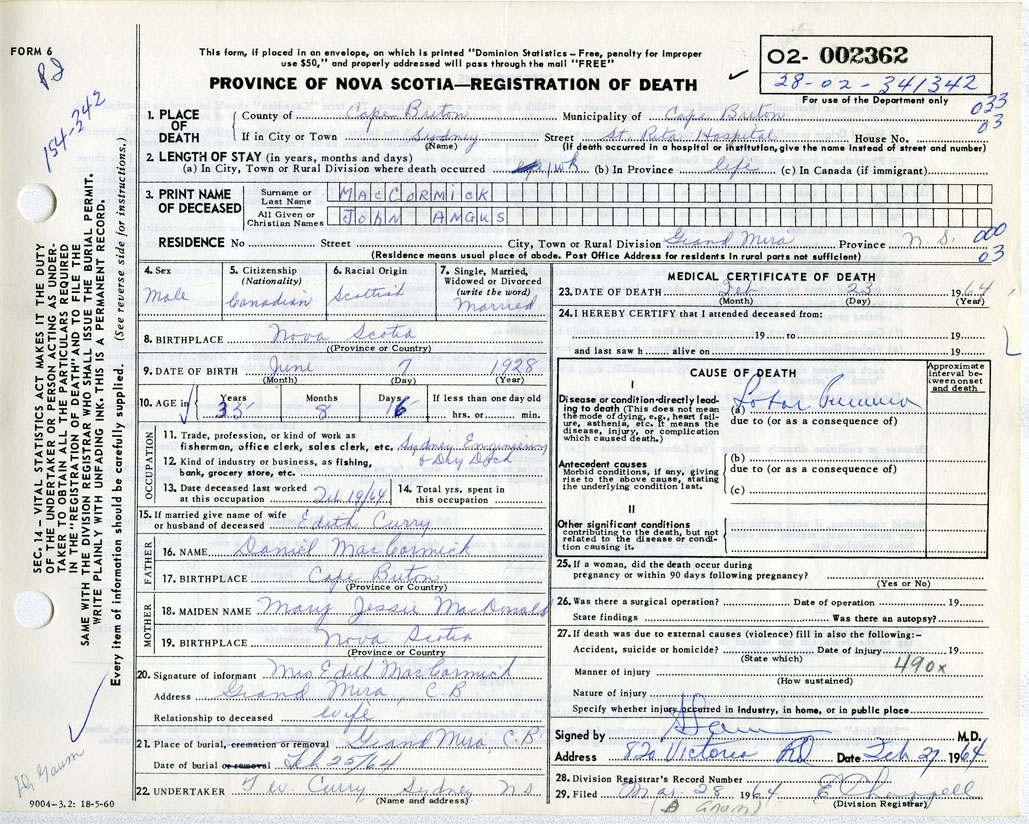 FORM 6
This form, if placed in an envelope, on which is printed "Dominion Statistics – Free, penalty for improper
use $50," and properly addressed will pass through the mail "FREE"
PROVINCE OF NOVA SCOTIA—REGISTRATION OF DEATH
O2- 002362
28-02-341342
For use of the Department only
154-242
1. PLACE OF DEATH
County of Cape Breton Municipality of Cape Breton 033
If in City or Town Sydney Street St. Rita Hospital House No. 03
(Name) (If death occurred in a hospital or institution, give the name instead of street and number)
2. LENGTH OF STAY (in years, months and days)
(a) In City, Town or Rural Division where death occurred 1 wk (b) In Province life (c) In Canada (if immigrant)
3. PRINT NAME OF DECEASED
Surname or Last Name MACCORMICK
All Given or Christian Names JOHN ANGUS
RESIDENCE No Street City, Town or Rural Division Grand Mira Province N.S. 000
(Residence means usual place of abode. Post Office Address for residents in rural parts not sufficient) 03
4. Sex Male
5. Citizenship (Nationality) Canadian
6. Racial Origin Scottish
7. Single, Married, Widowed or Divorced (write the word) Married
8. BIRTHPLACE Nova Scotia
(Province or Country)
9. DATE OF BIRTH June 7 1928
(Month) (Day) (Year)
10. AGE in Years Months Days If less than one day old
35 8 16 hrs. or min.
OCCUPATION
11. Trade, profession, or kind of work as
fisherman, office clerk, sales clerk, etc. Sydney Engineering
12. Kind of industry or business, as fishing, & Dry Dock
bank, grocery store, etc.
13. Date deceased last worked at this occupation Feb 19/64
14. Total yrs. spent in this occupation
15. If married give name of wife or husband of deceased Edith Curry
FATHER
16. NAME Daniel MacCormick
17. BIRTHPLACE Cape Breton
(Province or Country)
MOTHER
18. MAIDEN NAME Mary Jessie MacDonald
19. BIRTHPLACE Nova Scotia
(Province or Country)
20. Signature of informant Mrs Edith MacCormick
Address Grand Mira, C.B
Relationship to deceased wife
21. Place of burial, cremation or removal Grand Mira, C.B.
Date of burial or removal Feb 25/64
22. UNDERTAKER Curry, Sydney N.S
(Name and address)
MEDICAL CERTIFICATE OF DEATH
23. DATE OF DEATH Feb 23 1964
(Month) (Day) (Year)
24. I HEREBY CERTIFY that I attended deceased from:
19 to 19
and last saw h alive on 19
CAUSE OF DEATH
Approximate interval between onset and death
I
Disease or condition directly leading to death (This does not mean the mode of dying, e.g., heart failure, asthenia, etc. It means the disease, injury, or complication which caused death.)
(a) Lobar Pneumonia
due to (or as a consequence of)
Antecedent causes
Morbid conditions, if any, giving rise to the above cause, stating the underlying condition last.
(b)
due to (or as a consequence of)
(c)
II
Other significant conditions
contributing to the death, but not related to the disease or condition causing it.
25. If a woman, did the death occur during
pregnancy or within 90 days following pregnancy?
(Yes or No)
26. Was there a surgical operation? Date of operation 19
State findings Was there an autopsy?
27. If death was due to external causes (violence) fill in also the following:–
Accident, suicide or homicide? Date of injury 19
(State which) 490x
Manner of injury
(How sustained)
Nature of injury
Specify whether injury occurred in Industry, in home, or in public place
Signed by M.D.
Address 820 Victoria Rd Date Feb 27 1964
28. Division Registrar's Record Number
29. Filed Mar. 28 1964 E Chappell
(Division Registrar)
SEC. 14 – VITAL STATISTICS ACT MAKES IT THE DUTY
OF THE UNDERTAKER OR PERSON ACTING AS UNDER-
TAKER TO OBTAIN ALL THE PARTICULARS REQUIRED
IN THE "REGISTRATION OF DEATH" AND TO FILE THE
SAME WITH THE DIVISION REGISTRAR WHO SHALL ISSUE THE BURIAL PERMIT.
WRITE PLAINLY WITH UNFADING INK. THIS IS A PERMANENT RECORD.
Every item of information should be carefully supplied. (See reverse side for instructions.)
9004-3.2: 18-5-60